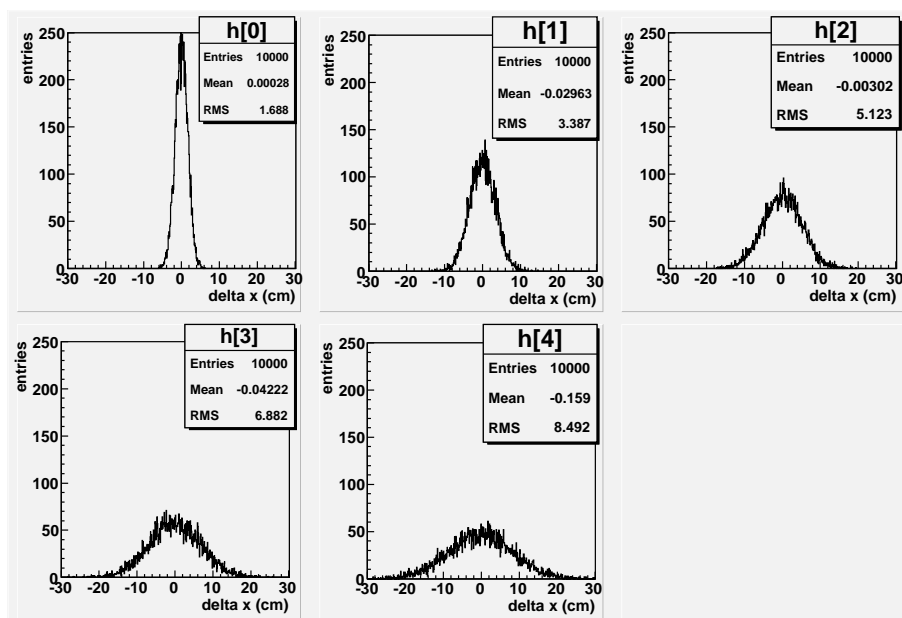 h[0]
Entries 10000
Mean 0.00028
RMS 1.688
entries
250
200
150
100
50
0
-30 -20 -10 0 10 20 30
delta x (cm)
h[1]
Entries 10000
Mean -0.02963
RMS 3.387
entries
250
200
150
100
50
0
-30 -20 -10 0 10 20 30
delta x (cm)
h[2]
Entries 10000
Mean -0.00302
RMS 5.123
entries
250
200
150
100
50
0
-30 -20 -10 0 10 20 30
delta x (cm)
h[3]
Entries 10000
Mean -0.04222
RMS 6.882
entries
250
200
150
100
50
0
-30 -20 -10 0 10 20 30
delta x (cm)
h[4]
Entries 10000
Mean -0.159
RMS 8.492
entries
250
200
150
100
50
0
-30 -20 -10 0 10 20 30
delta x (cm)